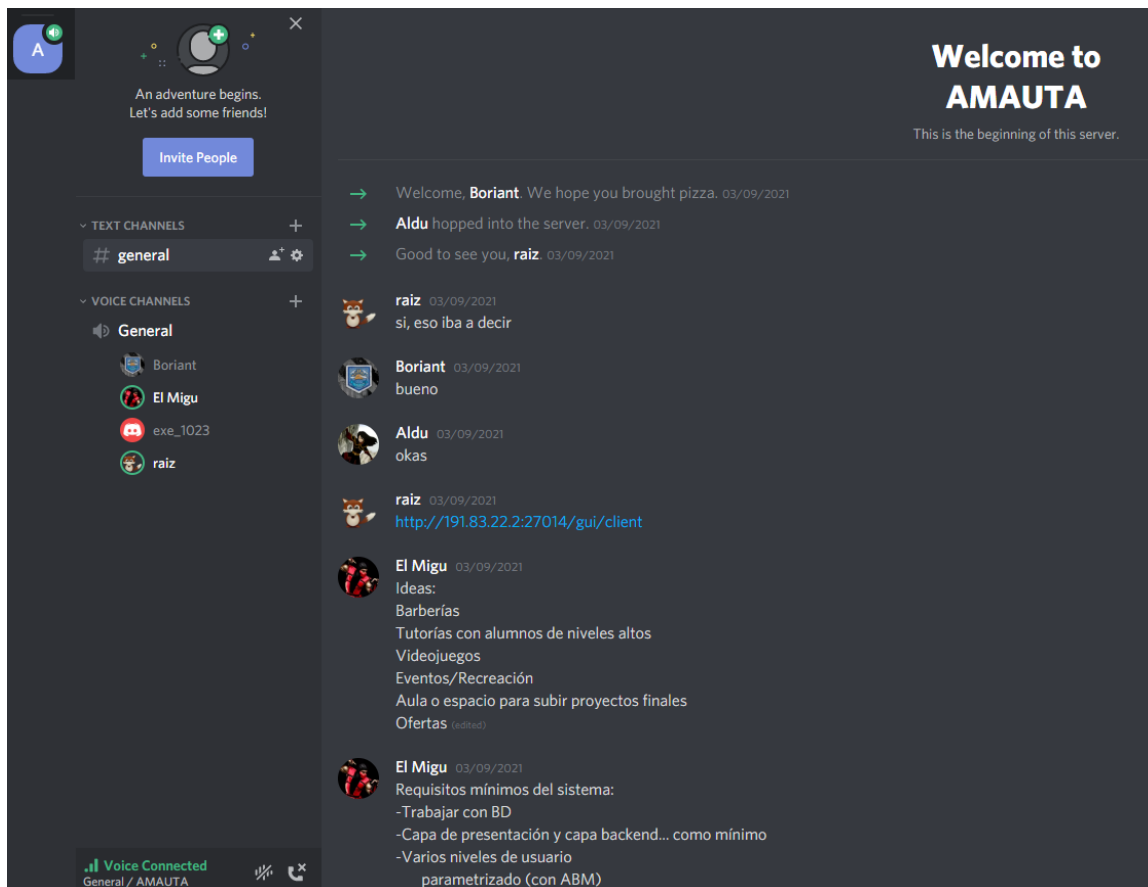 A
An adventure begins.
Let's add some friends!
Invite People
TEXT CHANNELS
general
VOICE CHANNELS
General
Boriant
El Migu
exe_1023
raiz
Voice Connected
General / AMAUTA
Welcome to
AMAUTA
This is the beginning of this server.
Welcome, Boriant. We hope you brought pizza. 03/09/2021
Aldu hopped into the server. 03/09/2021
Good to see you, raiz. 03/09/2021
raiz 03/09/2021
si, eso iba a decir
Boriant 03/09/2021
bueno
Aldu 03/09/2021
okas
raiz 03/09/2021
http://191.83.22.2:27014/gui/client
El Migu 03/09/2021
Ideas:
Barberías
Tutorías con alumnos de niveles altos
Videojuegos
Eventos/Recreación
Aula o espacio para subir proyectos finales
Ofertas (edited)
El Migu 03/09/2021
Requisitos mínimos del sistema:
-Trabajar con BD
-Capa de presentación y capa backend... como mínimo
-Varios niveles de usuario
parametrizado (con ABM)